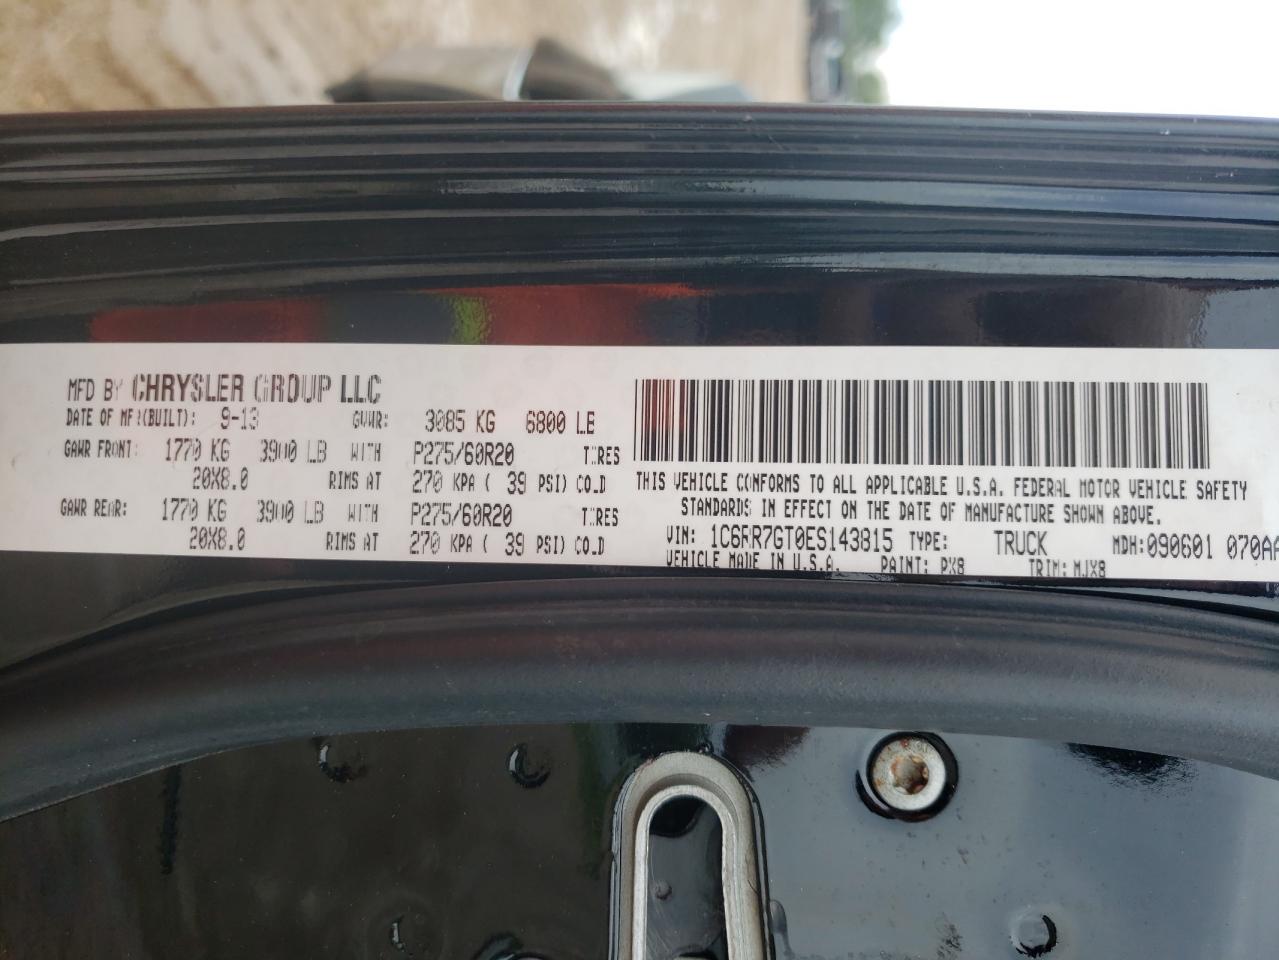 MFD BY CHRYSLER GROUP LLC
DATE OF MFR(BUILT): 9-13 GVWR: 3085 KG 6800 LB
GAWR FRONT: 1770 KG 3900 LB WITH P275/60R20 TIRES
20X8.0 RIMS AT 270 KPA ( 39 PSI) COLD
GAWR REAR: 1770 KG 3900 LB WITH P275/60R20 TIRES
20X8.0 RIMS AT 270 KPA ( 39 PSI) COLD
THIS VEHICLE CONFORMS TO ALL APPLICABLE U.S.A. FEDERAL MOTOR VEHICLE SAFETY
STANDARDS IN EFFECT ON THE DATE OF MANUFACTURE SHOWN ABOVE.
VIN: 1C6RR7GT0ES143815 TYPE: TRUCK MDH: 090601 070AA
VEHICLE MADE IN U.S.A. PAINT: PX8 TRIM: MJX8